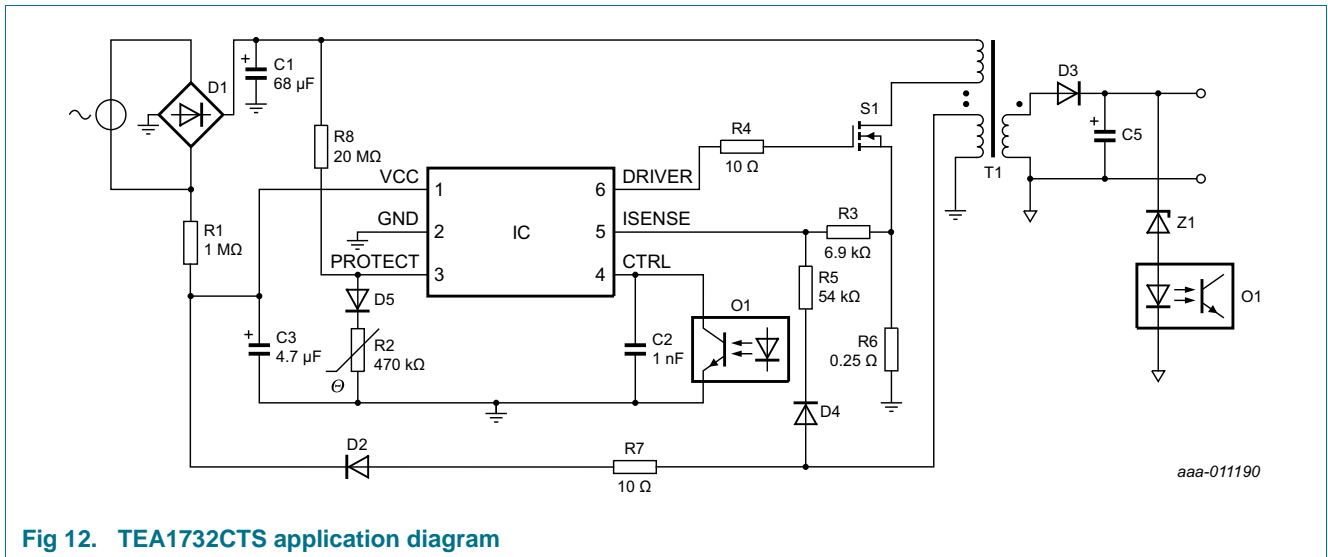 D1
C1
68 µF
R8
20 MΩ
R1
1 MΩ
VCC
GND
PROTECT
1
2
3
IC
6
5
4
DRIVER
ISENSE
CTRL
R4
10 Ω
S1
T1
D3
C5
Z1
O1
R3
6.9 kΩ
R5
54 kΩ
R6
0.25 Ω
D5
R2
470 kΩ
Θ
C3
4.7 µF
C2
1 nF
O1
D4
D2
R7
10 Ω
aaa-011190
Fig 12. TEA1732CTS application diagram